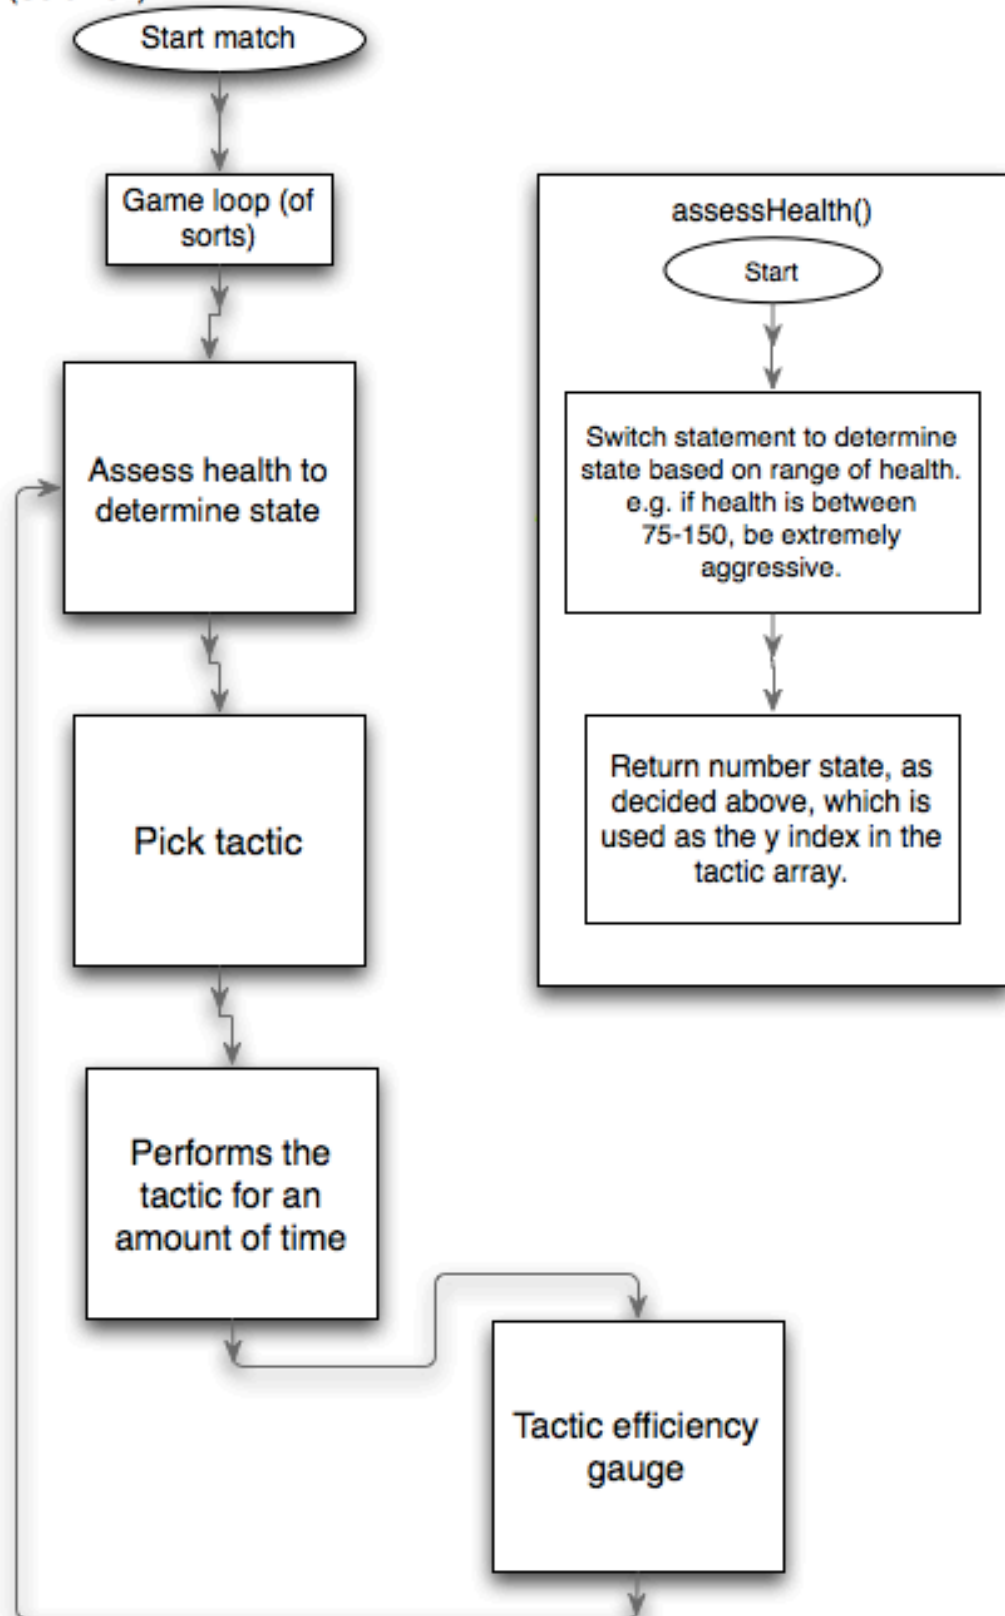 Start match
Game loop (of
sorts)
Assess health to
determine state
Pick tactic
Performs the
tactic for an
amount of time
Tactic efficiency
gauge
assessHealth()
Start
Switch statement to determine
state based on range of health.
e.g. if health is between
75-150, be extremely
aggressive.
Return number state, as
decided above, which is
used as the y index in the
tactic array.